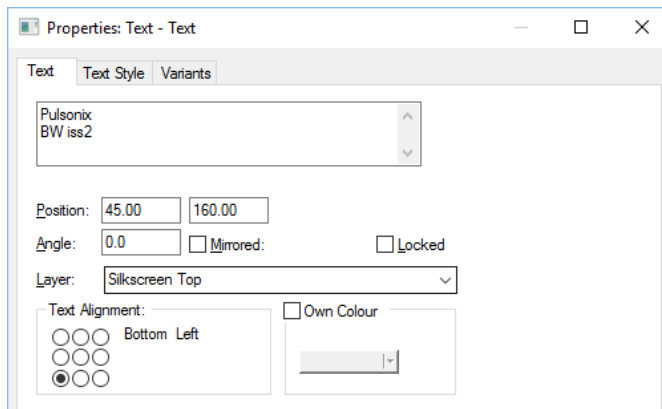 Properties: Text - Text
Text Text Style Variants
Pulsonix
BW iss2
Position: 45.00 160.00
Angle: 0.0 Mirrored: Locked
Layer: Silkscreen Top
Text Alignment: Own Colour
Bottom Left